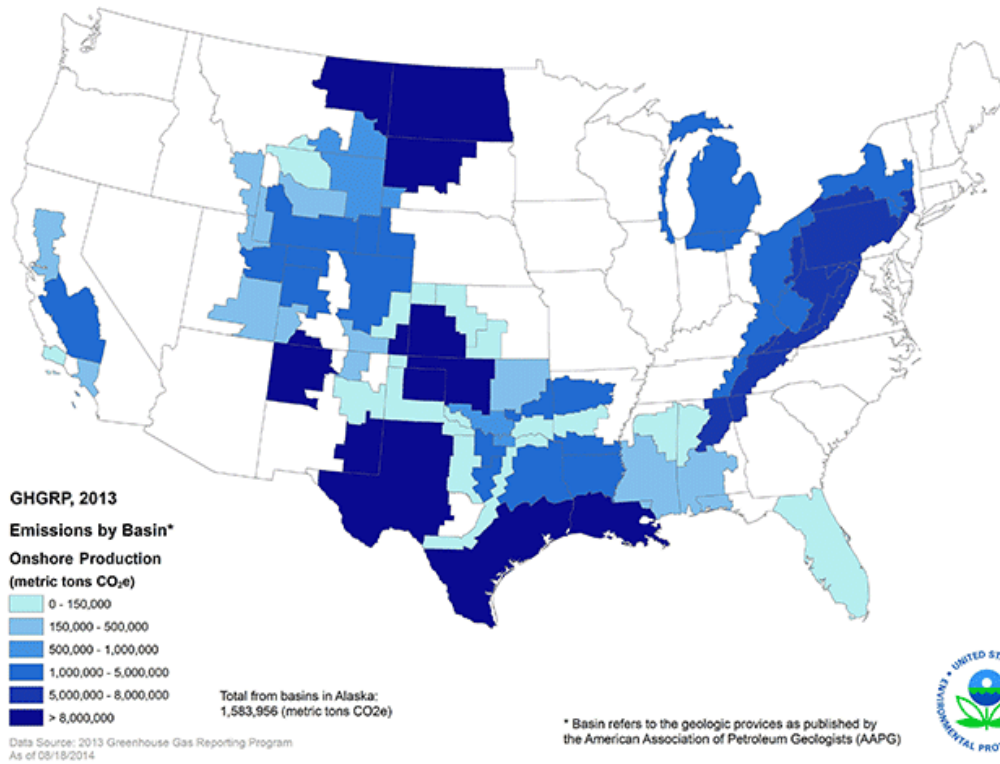 GHGRP, 2013
Emissions by Basin*
Onshore Production
(metric tons CO₂e)
0 - 150,000
150,000 - 500,000
500,000 - 1,000,000
1,000,000 - 5,000,000
5,000,000 - 8,000,000
> 8,000,000
Data Source: 2013 Greenhouse Gas Reporting Program
As of 08/18/2014
Total from basins in Alaska:
1,583,956 (metric tons CO2e)
* Basin refers to the geologic provices as published by
the American Association of Petroleum Geologists (AAPG)
UNITED